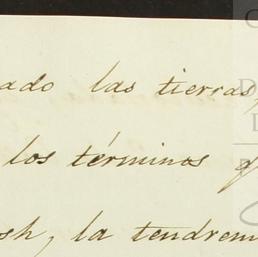 ado las tierras,
los términos
sh, la tendrem